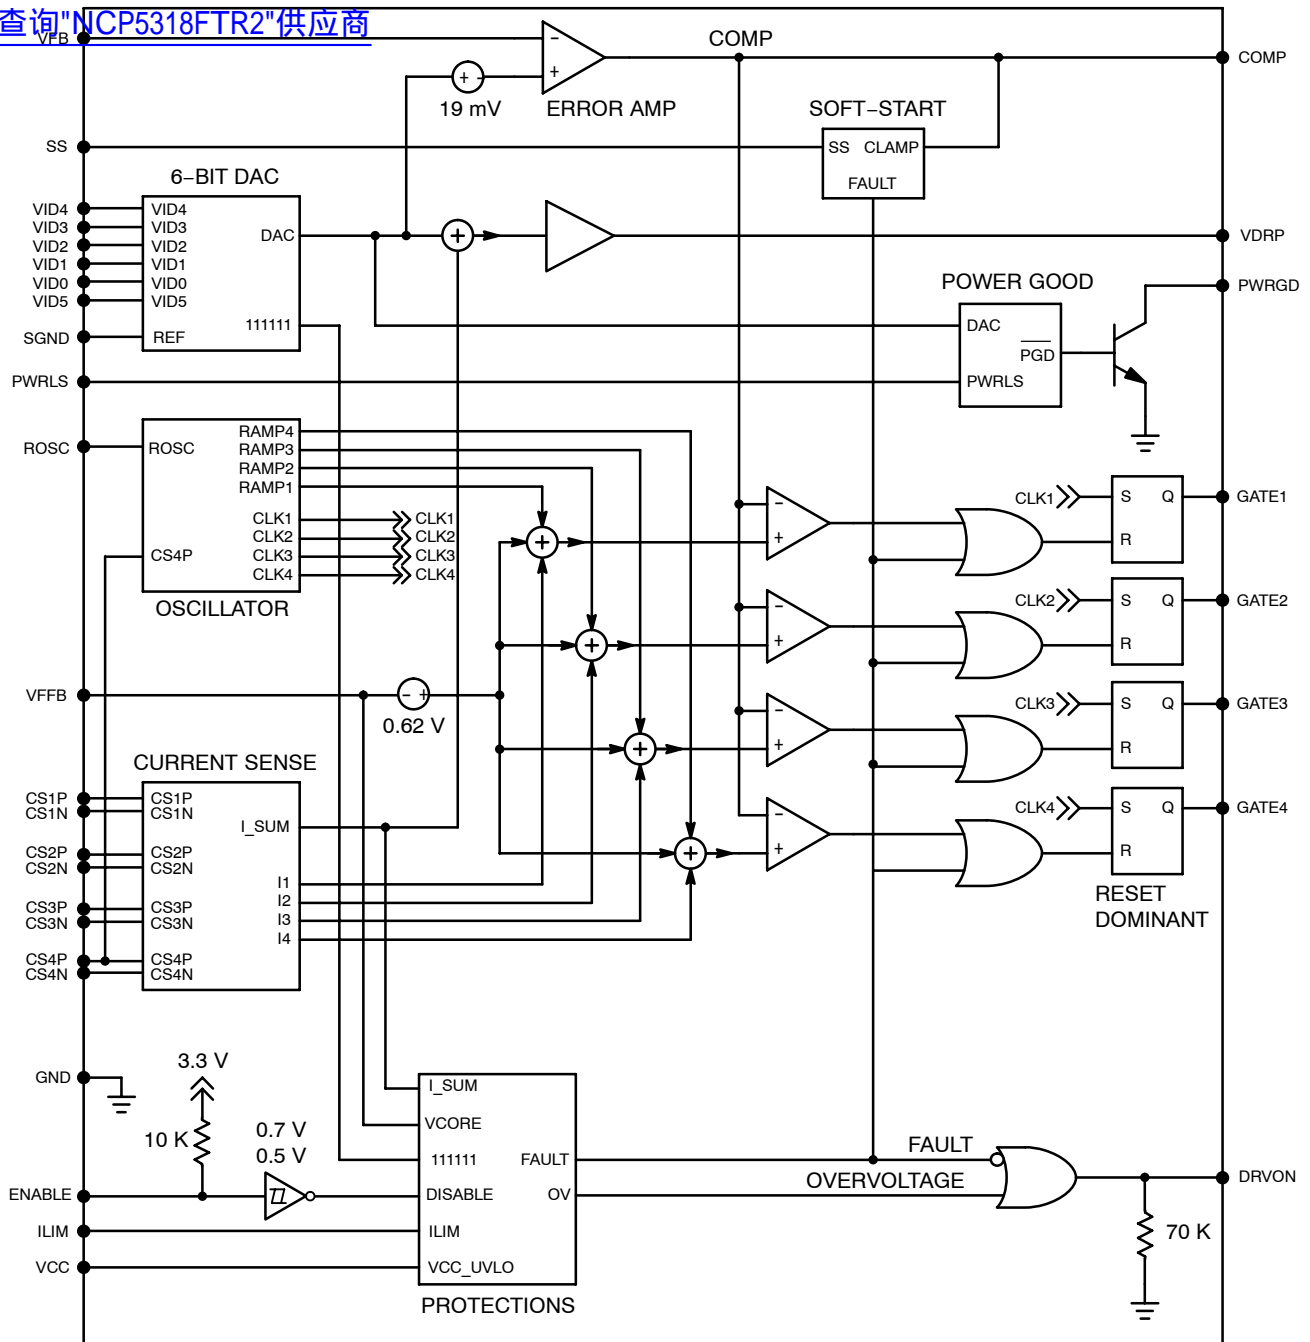 查询"NCP5318FTR2"供应商
VFB
COMP
COMP
−
+
+ -
19 mV
ERROR AMP
SOFT−START
SS
SS CLAMP
FAULT
6−BIT DAC
VID4
VID3
VID2
VID1
VID0
VID5
SGND
VID4
VID3
VID2
VID1
VID0
VID5
REF
DAC
111111
+
VDRP
POWER GOOD
DAC
PGD
PWRLS
PWRGD
PWRLS
ROSC
ROSC
CS4P
RAMP4
RAMP3
RAMP2
RAMP1
CLK1
CLK2
CLK3
CLK4
CLK1
CLK2
CLK3
CLK4
OSCILLATOR
+
+
+
+
−
+
−
+
−
+
−
+
CLK1
S Q
R
GATE1
CLK2
S Q
R
GATE2
CLK3
S Q
R
GATE3
CLK4
S Q
R
GATE4
RESET
DOMINANT
VFFB
- +
0.62 V
CURRENT SENSE
CS1P
CS1N
CS2P
CS2N
CS3P
CS3N
CS4P
CS4N
CS1P
CS1N
CS2P
CS2N
CS3P
CS3N
CS4P
CS4N
I_SUM
I1
I2
I3
I4
GND
3.3 V
10 K
0.7 V
0.5 V
ENABLE
ILIM
VCC
I_SUM
VCORE
111111
DISABLE
ILIM
VCC_UVLO
FAULT
OV
PROTECTIONS
FAULT
OVERVOLTAGE
DRVON
70 K